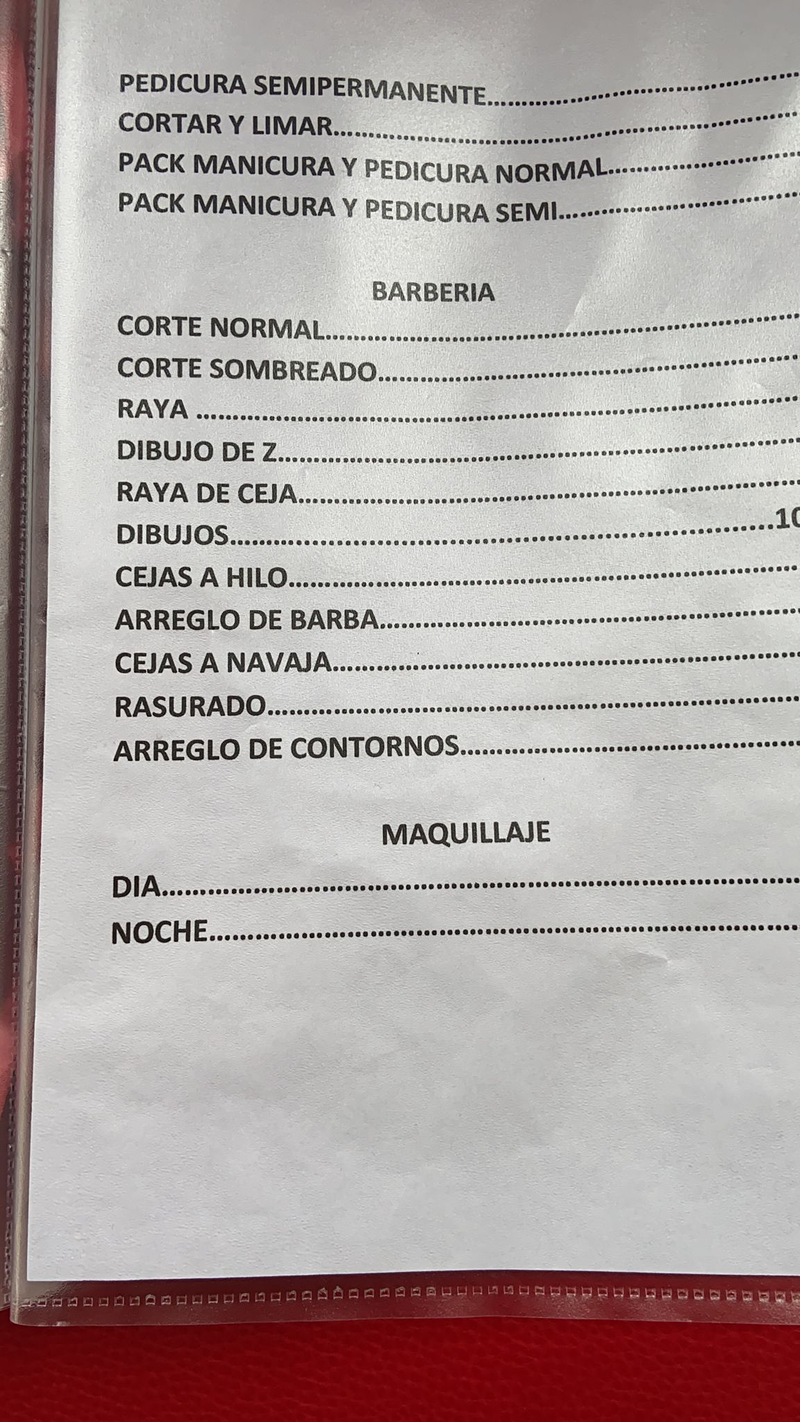 PEDICURA SEMIPERMANENTE........................................
CORTAR Y LIMAR........................................
PACK MANICURA Y PEDICURA NORMAL........................................
PACK MANICURA Y PEDICURA SEMI........................................
BARBERIA
CORTE NORMAL........................................
CORTE SOMBREADO........................................
RAYA ........................................
DIBUJO DE Z........................................
RAYA DE CEJA........................................
DIBUJOS........................................10
CEJAS A HILO........................................
ARREGLO DE BARBA........................................
CEJAS A NAVAJA........................................
RASURADO........................................
ARREGLO DE CONTORNOS........................................
MAQUILLAJE
DIA........................................
NOCHE........................................